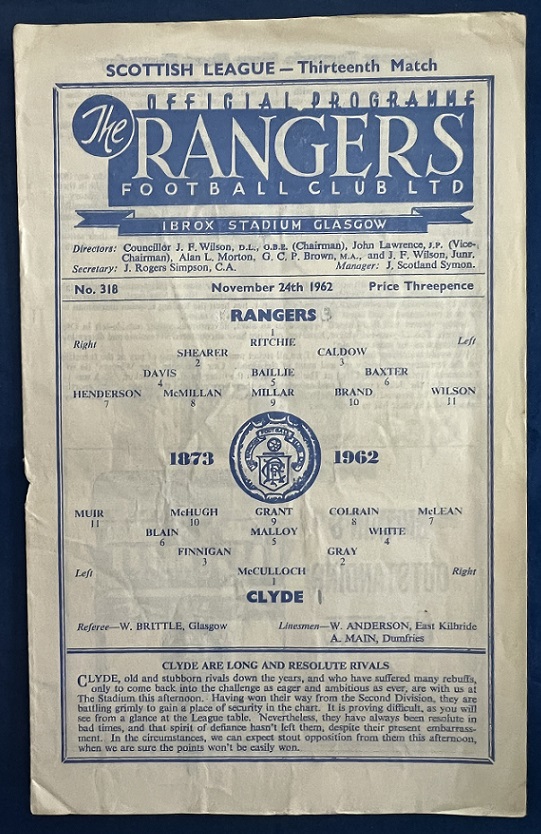 SCOTTISH LEAGUE — Thirteenth Match
OFFICIAL PROGRAMME
The RANGERS
FOOTBALL CLUB LTD
IBROX STADIUM GLASGOW
Directors: Councillor J. F. Wilson, D.L., O.B.E. (Chairman), John Lawrence, J.P. (Vice-
Chairman), Alan L. Morton, G. C. P. Brown, M.A., and J. F. Wilson, Junr.
Secretary: J. Rogers Simpson, C.A. Manager: J. Scotland Symon.
No. 318 November 24th 1962 Price Threepence
RANGERS 3
1
Right RITCHIE Left
SHEARER CALDOW
2 3
DAVIS BAILLIE BAXTER
4 5 6
HENDERSON McMILLAN MILLAR BRAND WILSON
7 8 9 10 11
1873 1962
MUIR McHUGH GRANT COLRAIN McLEAN
11 10 9 8 7
BLAIN MALLOY WHITE
6 5 4
FINNIGAN GRAY
3 2
Left McCULLOCH Right
1
CLYDE 1
Referee—W. BRITTLE, Glasgow Linesmen—W. ANDERSON, East Kilbride
A. MAIN, Dumfries
CLYDE ARE LONG AND RESOLUTE RIVALS
CLYDE, old and stubborn rivals down the years, and who have suffered many rebuffs,
only to come back into the challenge as eager and ambitious as ever, are with us at
The Stadium this afternoon. Having won their way from the Second Division, they are
battling grimly to gain a place of security in the chart. It is proving difficult, as you will
see from a glance at the League table. Nevertheless, they have always been resolute in
bad times, and that spirit of defiance hasn't left them, despite their present embarrass-
ment. In the circumstances, we can expect stout opposition from them this afternoon,
when we are sure the points won't be easily won.